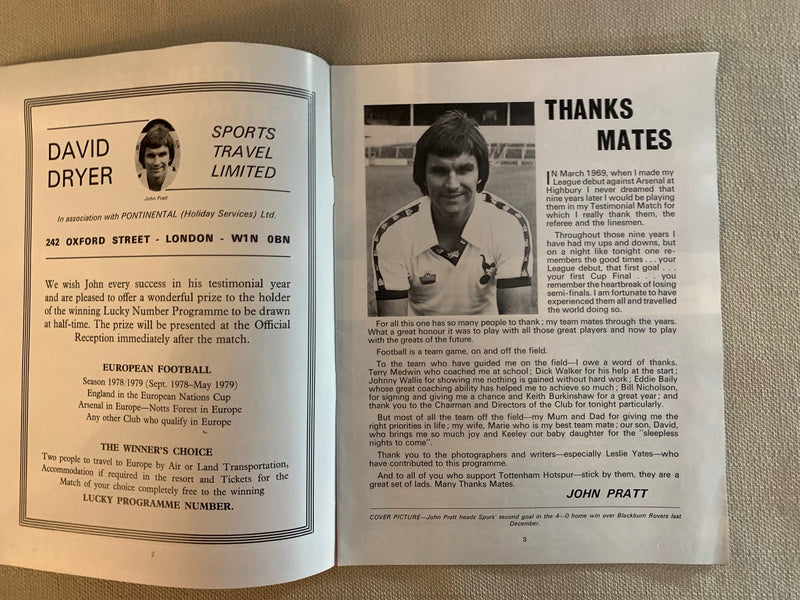 DAVID
DRYER
John Pratt
SPORTS
TRAVEL
LIMITED
In association with PONTINENTAL (Holiday Services) Ltd.
242 OXFORD STREET - LONDON - W1N 0BN
We wish John every success in his testimonial year
and are pleased to offer a wonderful prize to the holder
of the winning Lucky Number Programme to be drawn
at half-time. The prize will be presented at the Official
Reception immediately after the match.
EUROPEAN FOOTBALL
Season 1978/1979 (Sept. 1978–May 1979)
England in the European Nations Cup
Arsenal in Europe—Notts Forest in Europe
Any other Club who qualify in Europe
THE WINNER'S CHOICE
Two people to travel to Europe by Air or Land Transportation,
Accommodation if required in the resort and Tickets for the
Match of your choice completely free to the winning
LUCKY PROGRAMME NUMBER.
2
THANKS
MATES
IN March 1969, when I made my
League debut against Arsenal at
Highbury I never dreamed that
nine years later I would be playing
them in my Testimonial Match for
which I really thank them, the
referee and the linesmen.
Throughout those nine years I
have had my ups and downs, but
on a night like tonight one re-
members the good times . . . your
League debut, that first goal . . .
your first Cup Final . . . you
remember the heartbreak of losing
semi-finals. I am fortunate to have
experienced them all and travelled
the world doing so.
For all this one has so many people to thank; my team mates through the years.
What a great honour it was to play with all those great players and now to play
with the greats of the future.
Football is a team game, on and off the field.
To the team who have guided me on the field—I owe a word of thanks.
Terry Medwin who coached me at school; Dick Walker for his help at the start;
Johnny Wallis for showing me nothing is gained without hard work; Eddie Baily
whose great coaching ability has helped me to achieve so much; Bill Nicholson,
for signing and giving me a chance and Keith Burkinshaw for a great year; and
thank you to the Chairman and Directors of the Club for tonight particularly.
But most of all the team off the field—my Mum and Dad for giving me the
right priorities in life; my wife, Marie who is my best team mate; our son, David,
who brings me so much joy and Keeley our baby daughter for the "sleepless
nights to come".
Thank you to the photographers and writers—especially Leslie Yates—who
have contributed to this programme.
And to all of you who support Tottenham Hotspur—stick by them, they are a
great set of lads. Many Thanks Mates.
JOHN PRATT
COVER PICTURE—John Pratt heads Spurs' second goal in the 4—0 home win over Blackburn Rovers last
December.
3